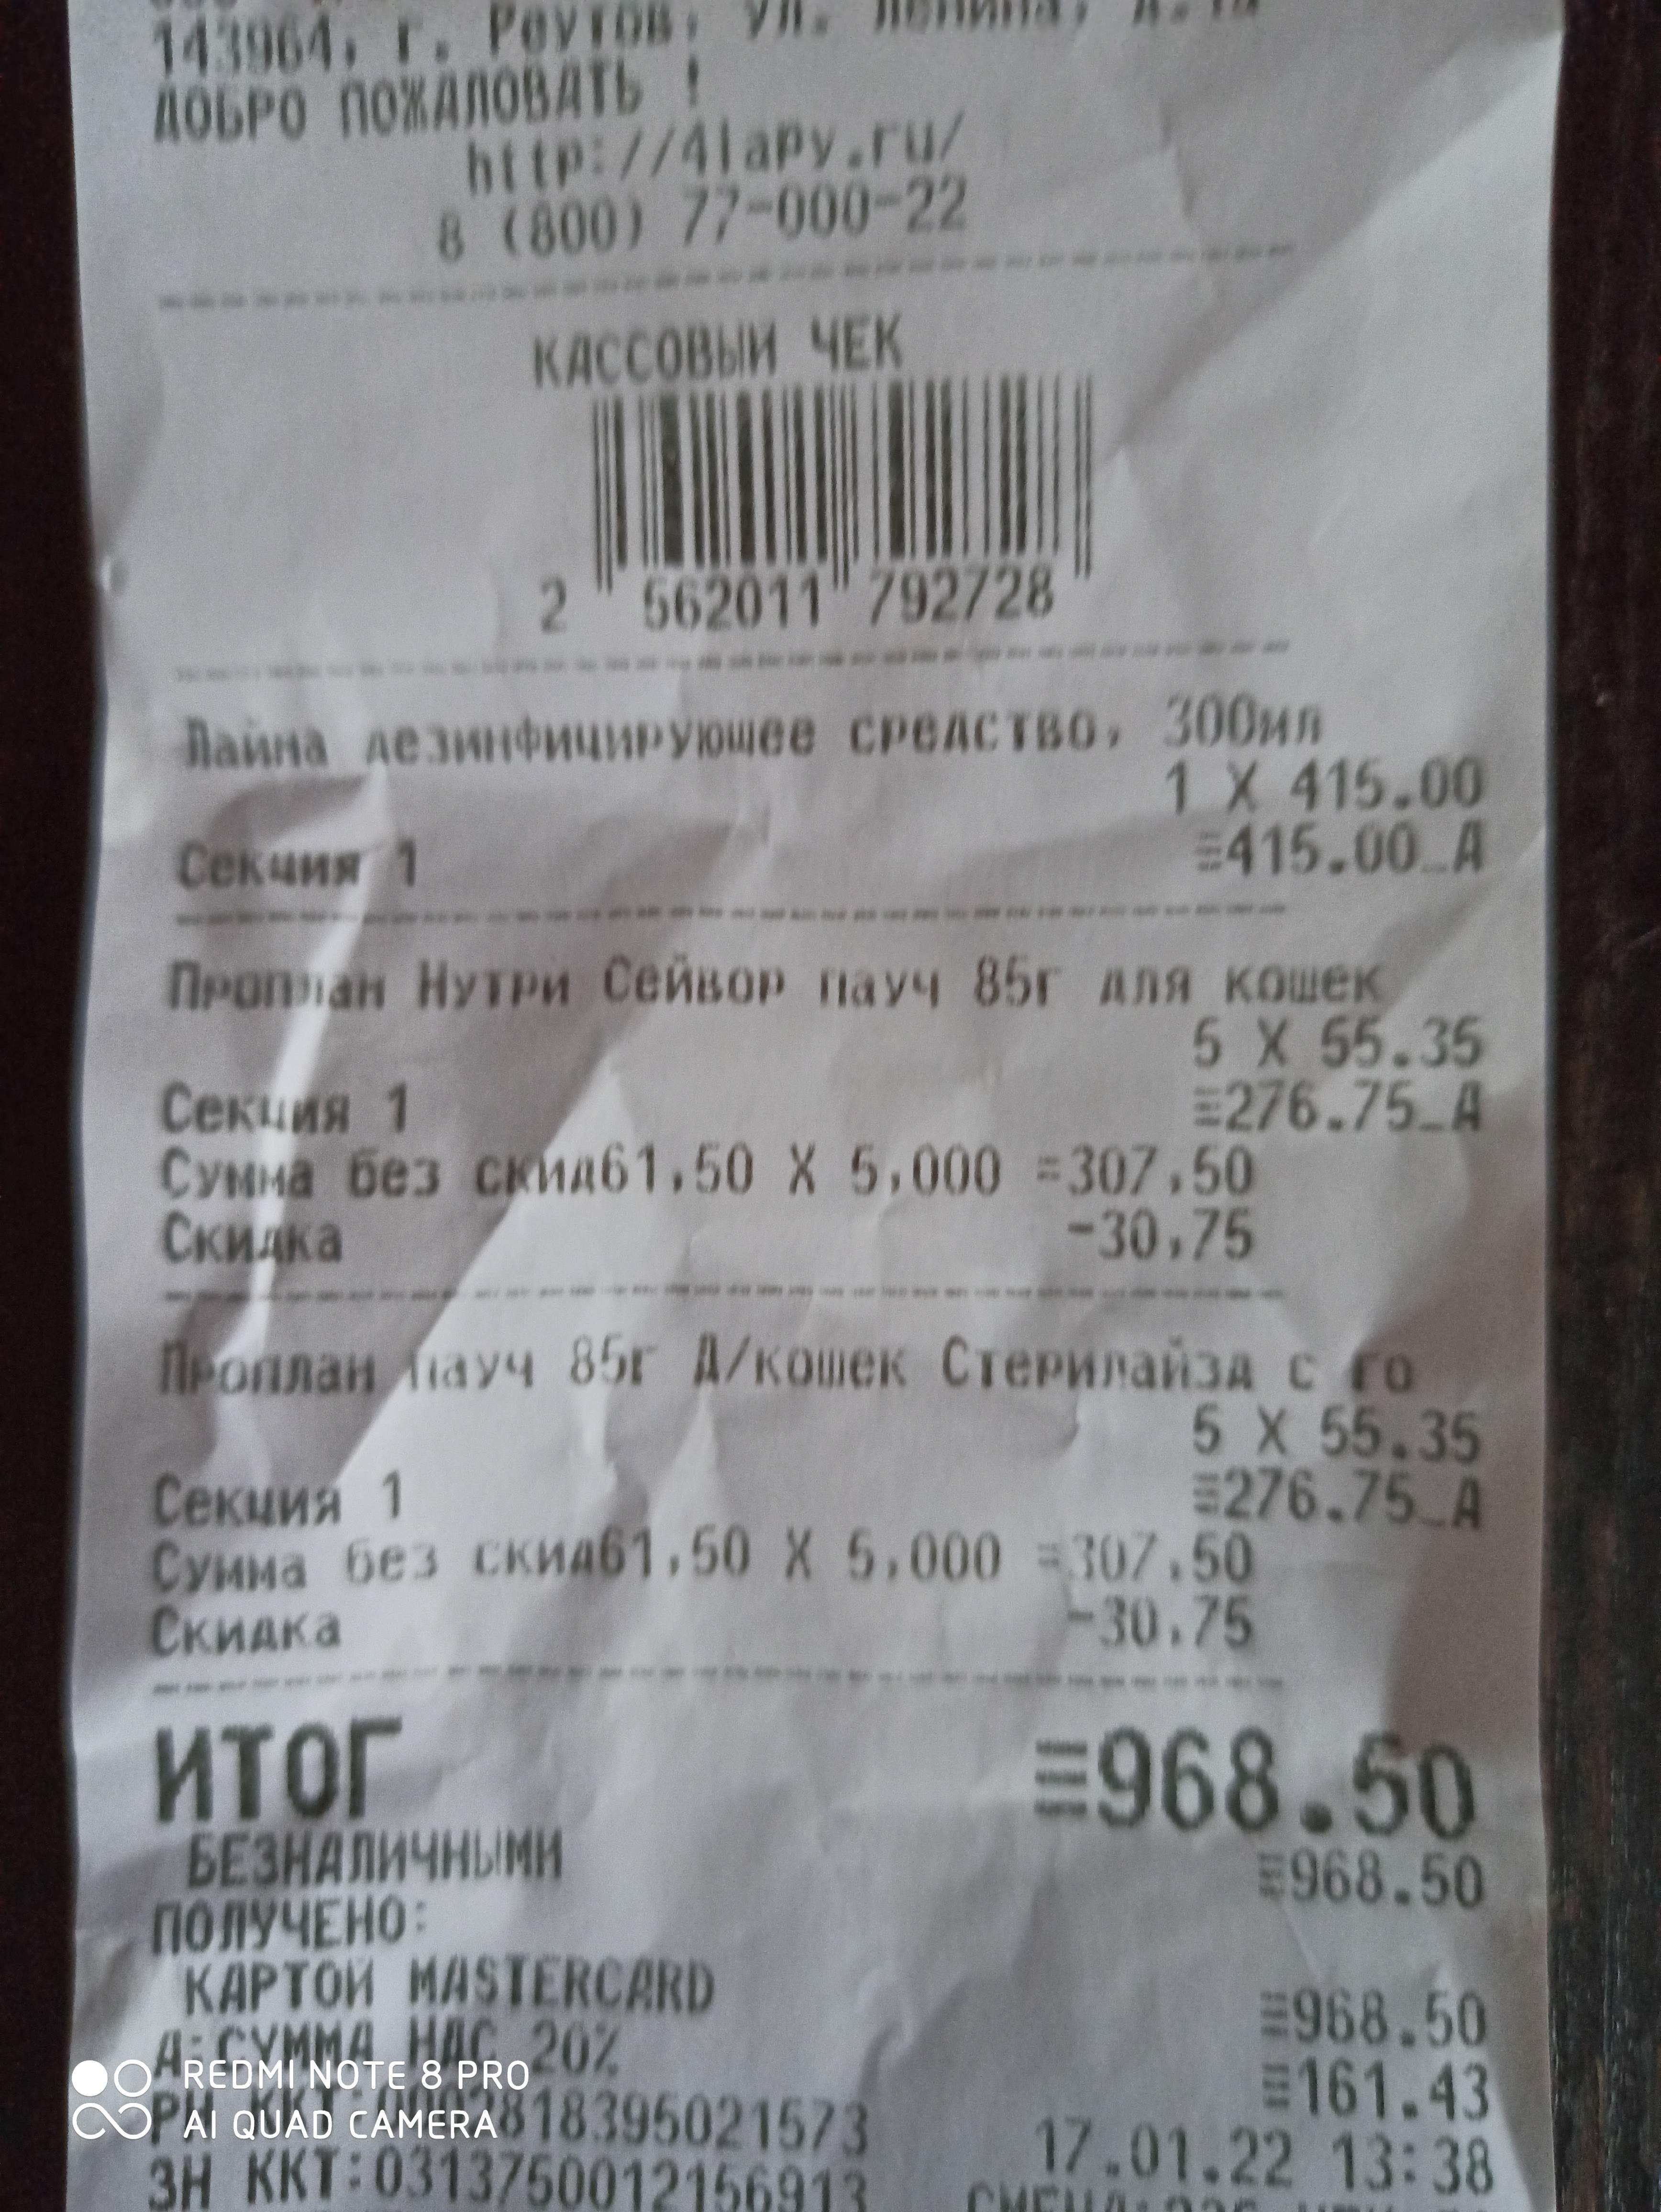 143964, г. Реутов, ул. Ленина, д.1а
ДОБРО ПОЖАЛОВАТЬ !
http://4lapy.ru/
8 (800) 77-000-22
КАССОВЫЙ ЧЕК
2 562011 792728
Лайна дезинфицирующее средство, 300мл
1 X 415.00
Секция 1 ≡415.00_А
Проплан Нутри Сейвор пауч 85г для кошек
5 X 55.35
Секция 1 ≡276.75_А
Сумма без скид61,50 X 5,000 =307,50
Скидка -30,75
Проплан пауч 85г Д/кошек Стерилайзд с го
5 X 55.35
Секция 1 ≡276.75_А
Сумма без скид61,50 X 5,000 =307,50
Скидка -30,75
ИТОГ ≡968.50
БЕЗНАЛИЧНЫМИ ≡968.50
ПОЛУЧЕНО:
КАРТОЙ MASTERCARD ≡968.50
А:СУММА НДС 20% ≡161.43
РН ККТ: 818395021573 17.01.22 13:38
ЗН ККТ:0313750012156913 СМЕНА:
REDMI NOTE 8 PRO
AI QUAD CAMERA